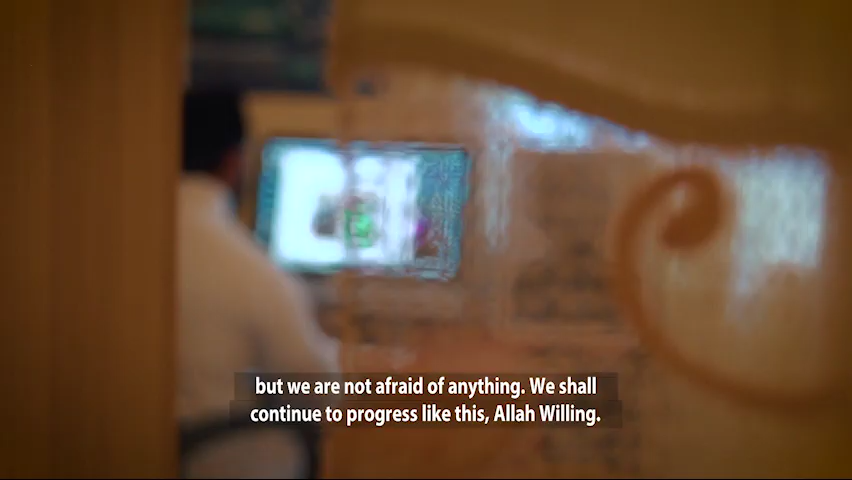 but we are not afraid of anything. We shall
continue to progress like this, Allah Willing.